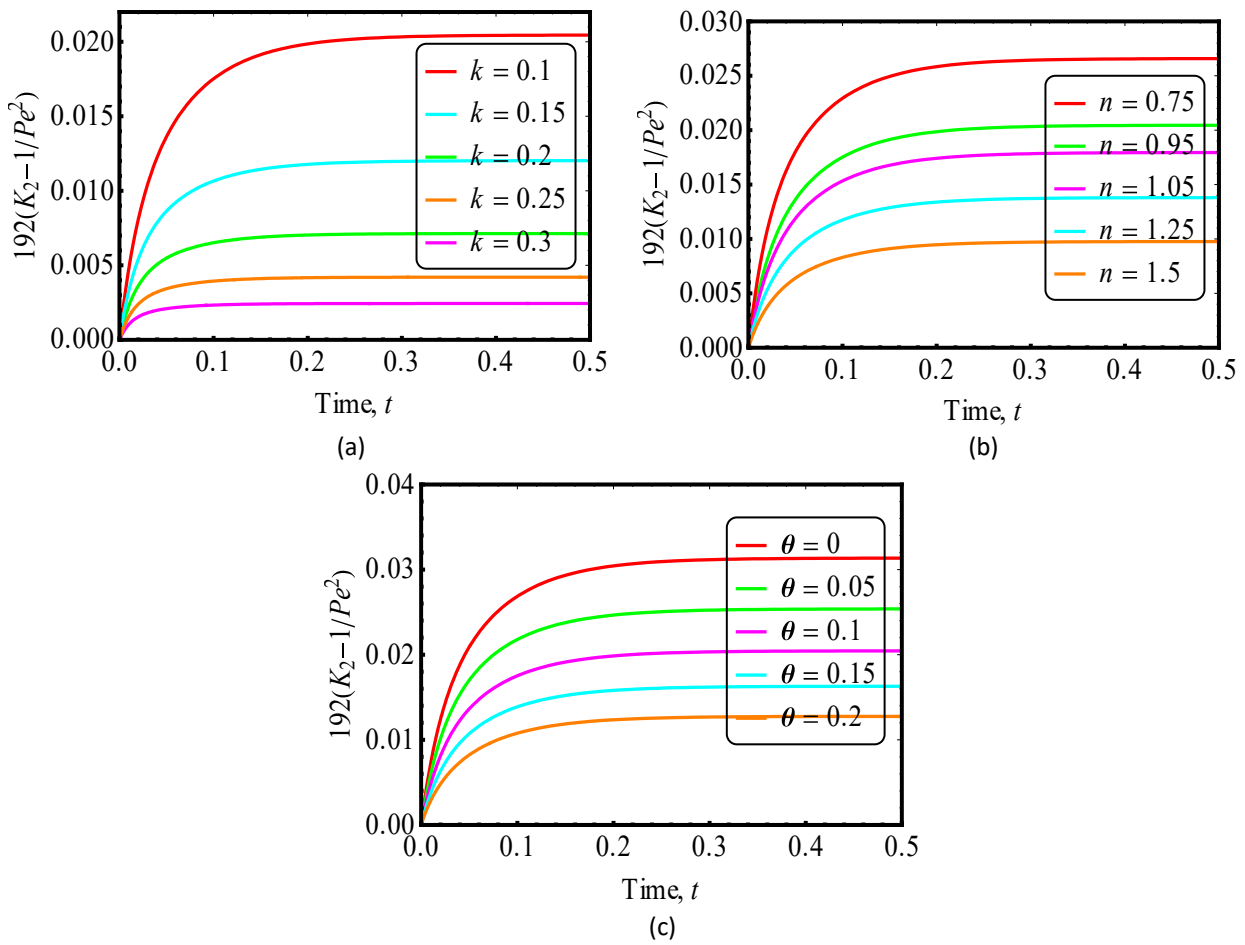 192(K₂−1/Pe²)
0.020
0.015
0.010
0.005
0.000
k = 0.1
k = 0.15
k = 0.2
k = 0.25
k = 0.3
0.0 0.1 0.2 0.3 0.4 0.5
Time, t
(a)
192(K₂−1/Pe²)
0.025
0.020
0.015
0.010
0.005
0.000
n = 0.75
n = 0.95
n = 1.05
n = 1.25
n = 1.5
0.0 0.1 0.2 0.3 0.4 0.5
Time, t
(b)
192(K₂−1/Pe²)
0.04
0.03
0.02
0.01
0.00
θ = 0
θ = 0.05
θ = 0.1
θ = 0.15
θ = 0.2
0.0 0.1 0.2 0.3 0.4 0.5
Time, t
(c)